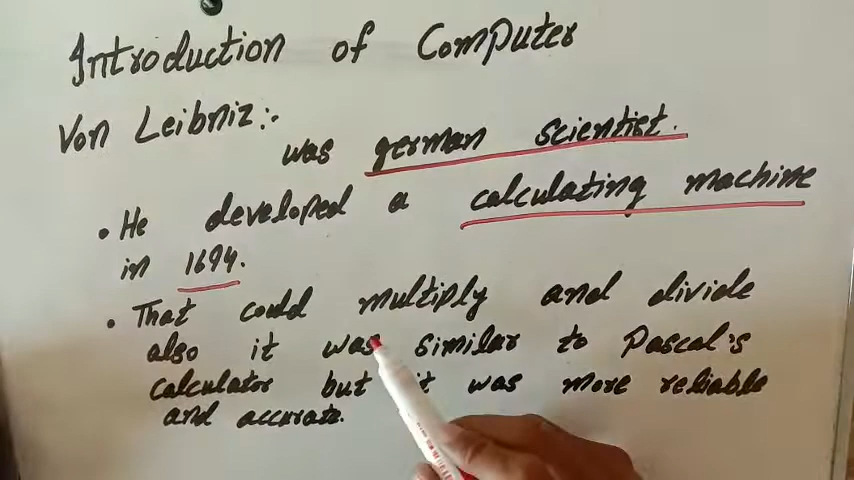 Introduction of Computer
Von Leibniz:-
was german scientist.
• He developed a calculating machine
in 1694.
• That could multiply and divide
also it was similar to Pascal's
calculator but it was more reliable
and accurate.